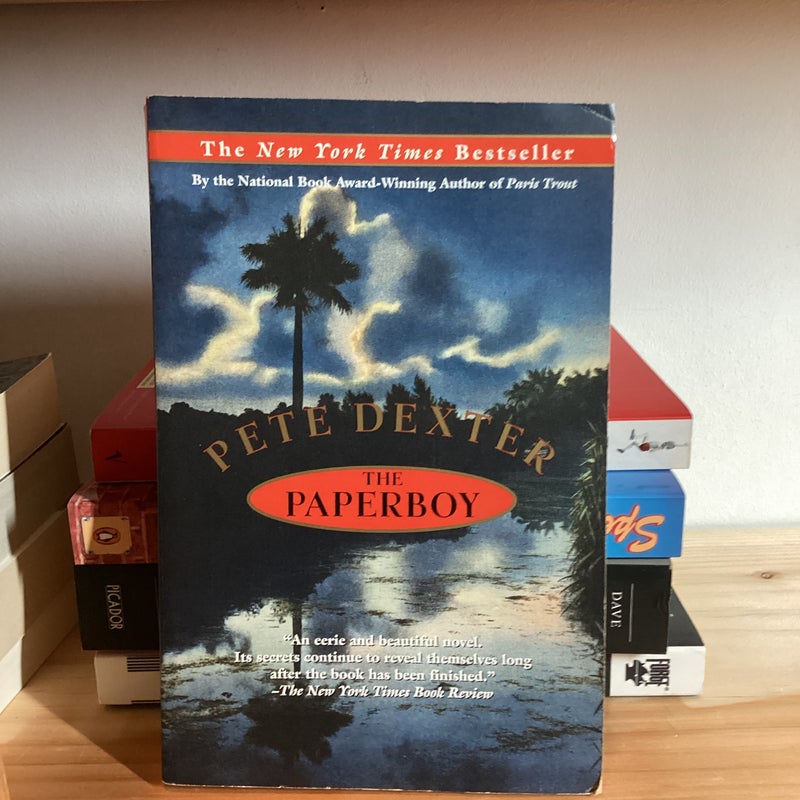 The New York Times Bestseller
By the National Book Award-Winning Author of Paris Trout
PETE DEXTER
THE
PAPERBOY
“An eerie and beautiful novel.
Its secrets continue to reveal themselves long
after the book has been finished.”
–The New York Times Book Review
PICADOR
DAVE